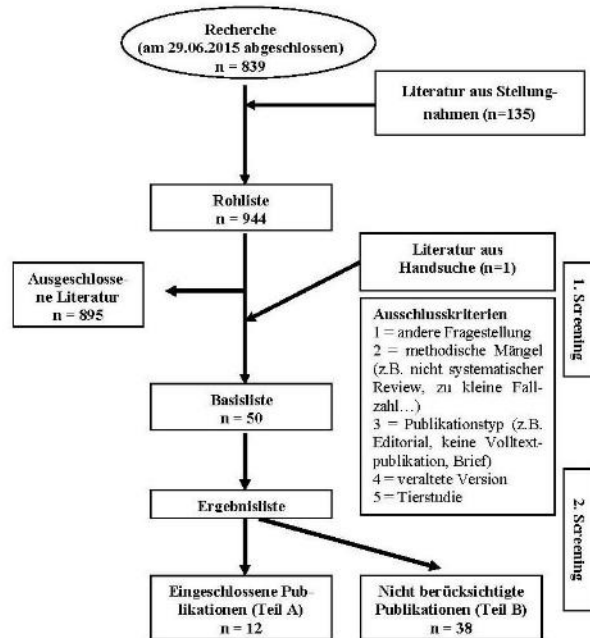 Recherche
(am 29.06.2015 abgeschlossen)
n = 839
Literatur aus Stellung-
nahmen (n=135)
Rohliste
n = 944
Literatur aus
Handsuche (n=1)
Ausgeschlosse-
ne Literatur
n = 895
1. Screening
Ausschlusskriterien
1 = andere Fragestellung
2 = methodische Mängel
(z.B. nicht systematischer
Review, zu kleine Fall-
zahl…)
3 = Publikationstyp (z.B.
Editorial, keine Volltext-
publikation, Brief)
4 = veraltete Version
5 = Tierstudie
Basisliste
n = 50
2. Screening
Ergebnisliste
Eingeschlossene Pub-
likationen (Teil A)
n = 12
Nicht berücksichtigte
Publikationen (Teil B)
n = 38